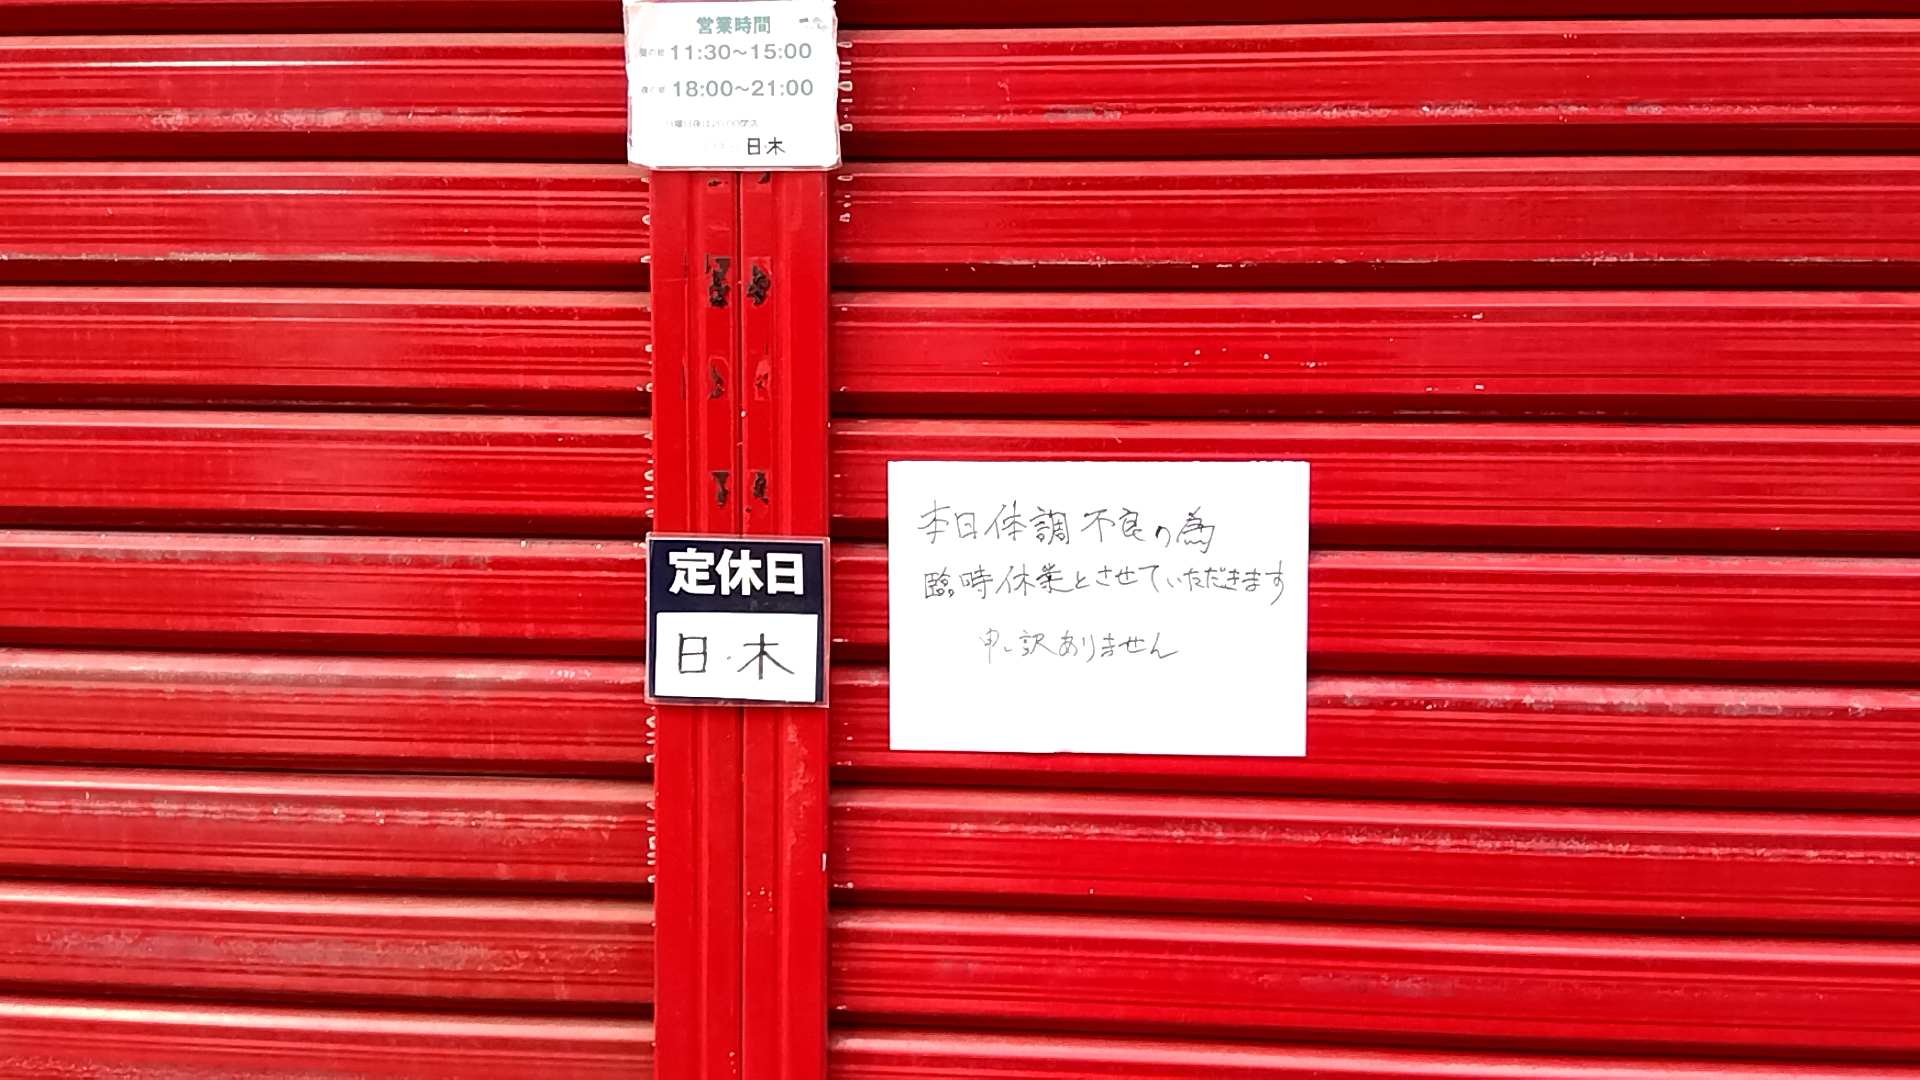 営業時間
11:30～15:00
18:00～21:00
日・木
定休日
日・木
本日体調不良の為
臨時休業とさせていただきます
申し訳ありません